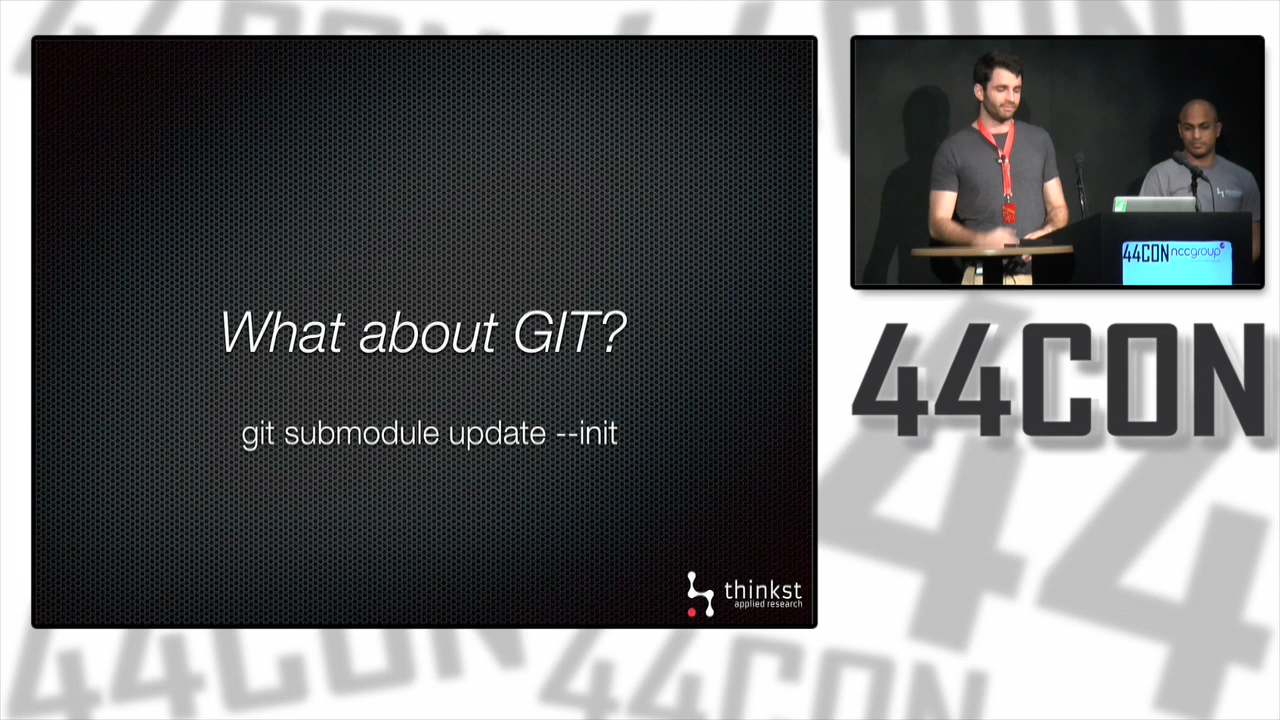 What about GIT?
git submodule update --init
thinkst
applied research
44CON nccgroup
44CON